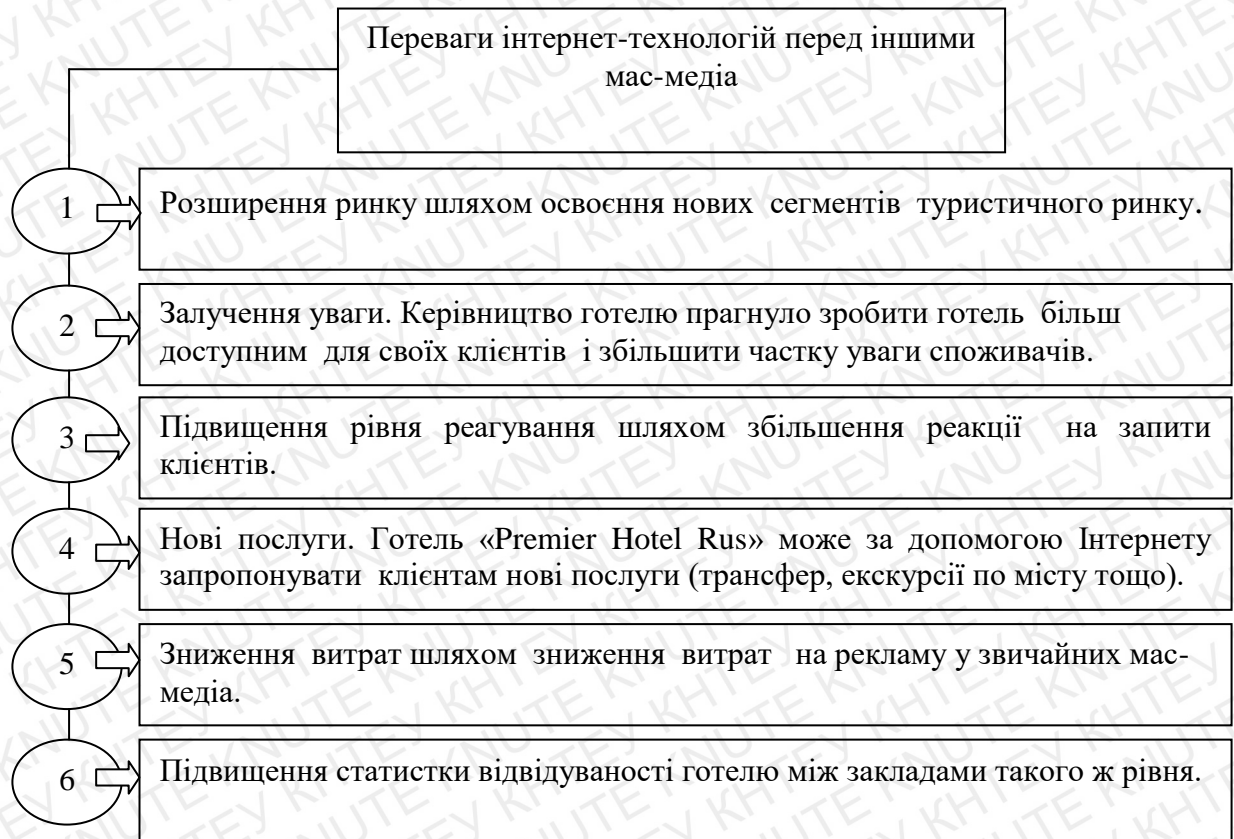 Переваги інтернет-технологій перед іншими
мас-медіа
1
Розширення ринку шляхом освоєння нових сегментів туристичного ринку.
2
Залучення уваги. Керівництво готелю прагнуло зробити готель більш
доступним для своїх клієнтів і збільшити частку уваги споживачів.
3
Підвищення рівня реагування шляхом збільшення реакції на запити
клієнтів.
4
Нові послуги. Готель «Premier Hotel Rus» може за допомогою Інтернету
запропонувати клієнтам нові послуги (трансфер, екскурсії по місту тощо).
5
Зниження витрат шляхом зниження витрат на рекламу у звичайних мас-
медіа.
6
Підвищення статистки відвідуваності готелю між закладами такого ж рівня.